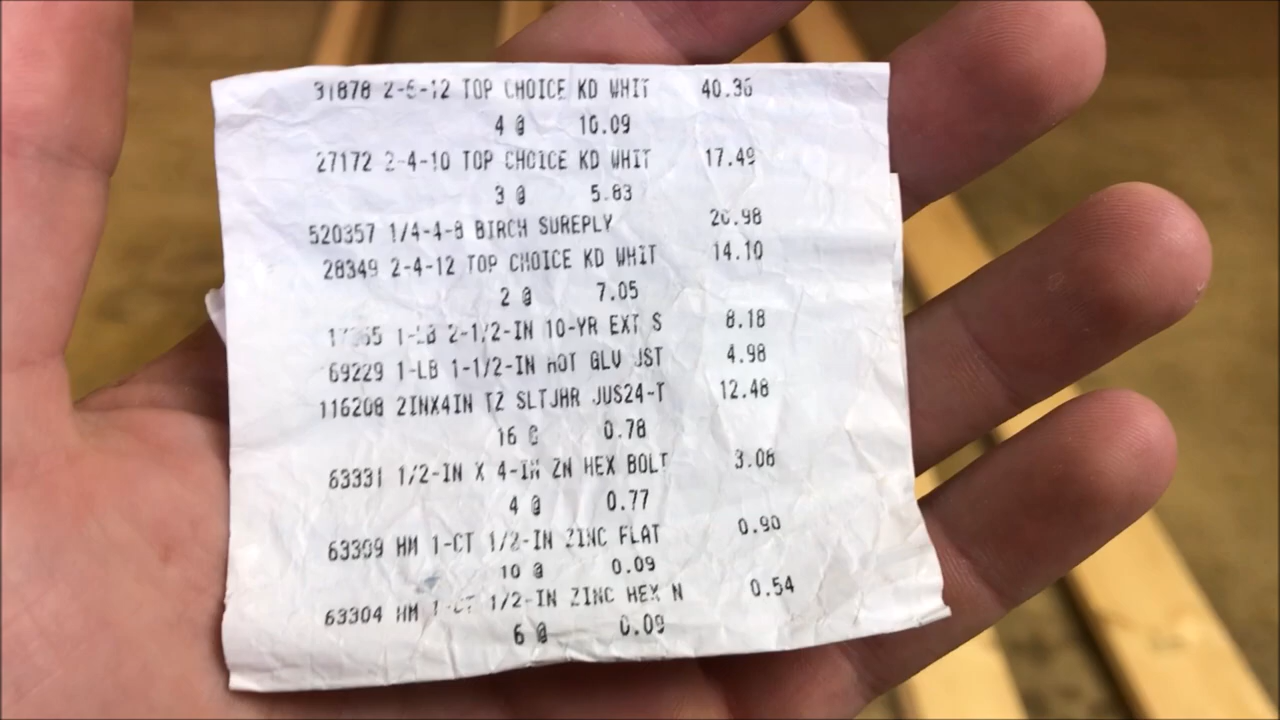 31878 2-6-12 TOP CHOICE KD WHIT 40.36
4 @ 10.09
27172 2-4-10 TOP CHOICE KD WHIT 17.49
3 @ 5.83
520357 1/4-4-8 BIRCH SUREPLY 20.98
28349 2-4-12 TOP CHOICE KD WHIT 14.10
2 @ 7.05
1-LB 2-1/2-IN 10-YR EXT S 8.18
69229 1-LB 1-1/2-IN HOT GLV JST 4.98
116208 2INX4IN TZ SLTJHR JUS24-T 12.48
16 @ 0.78
63331 1/2-IN X 4-IN ZN HEX BOLT 3.08
4 @ 0.77
63309 HM 1-CT 1/2-IN ZINC FLAT 0.90
10 @ 0.09
63304 HM 1-CT 1/2-IN ZINC HEX N 0.54
6 @ 0.09